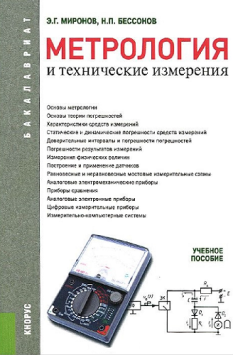 Э.Г. МИРОНОВ, Н.П. БЕССОНОВ
МЕТРОЛОГИЯ
и технические измерения
БАКАЛАВРИАТ
Основы метрологии
Основы теории погрешностей
Характеристики средств измерений
Статические и динамические погрешности средств измерений
Доверительные интервалы и погрешности погрешностей
Погрешности результатов измерений
Измерения физических величин
Построение и применение датчиков
Равновесные и неравновесные мостовые измерительные схемы
Аналоговые электромеханические приборы
Приборы сравнения
Аналоговые электронные приборы
Цифровые измерительные приборы
Измерительно-компьютерные системы
УЧЕБНОЕ
ПОСОБИЕ
КНОРУС